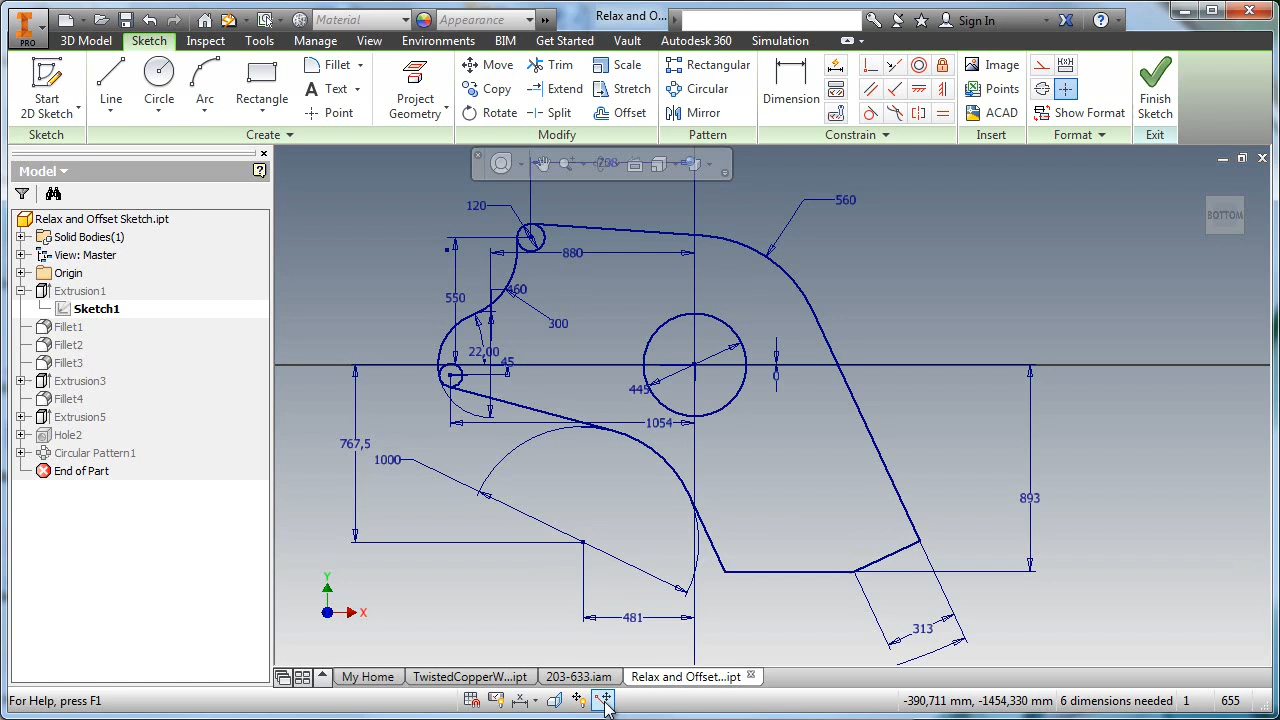 PRO
Material
Appearance
Relax and O...
Sign In
3D Model
Sketch
Inspect
Tools
Manage
View
Environments
BIM
Get Started
Vault
Autodesk 360
Simulation
Start
2D Sketch
Line
Circle
Arc
Rectangle
Fillet
Text
Point
Project
Geometry
Move
Copy
Rotate
Trim
Extend
Split
Scale
Stretch
Offset
Rectangular
Circular
Mirror
Dimension
Image
Points
ACAD
Show Format
Finish
Sketch
Sketch
Create
Modify
Pattern
Constrain
Insert
Format
Exit
Model
Relax and Offset Sketch.ipt
Solid Bodies(1)
View: Master
Origin
Extrusion1
Sketch1
Fillet1
Fillet2
Fillet3
Extrusion3
Fillet4
Extrusion5
Hole2
Circular Pattern1
End of Part
BOTTOM
708
120
560
880
550
460
300
22,00
45
0
445
1054
767,5
1000
893
481
313
Y
X
My Home
TwistedCopperW...ipt
203-633.iam
Relax and Offset...ipt
For Help, press F1
-390,711 mm, -1454,330 mm
6 dimensions needed
1
655